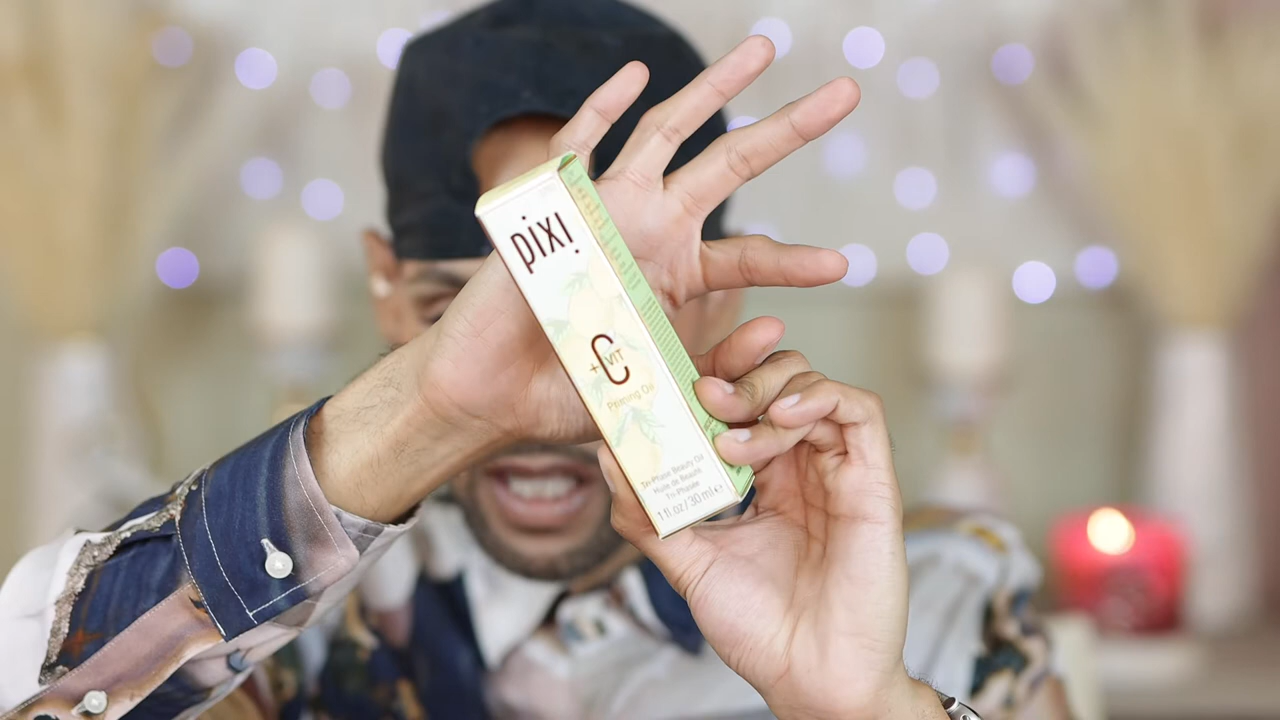 pixi
+C VIT
Priming Oil
Tri-Phase Beauty Oil
Huile de Beauté
Tri-Phasée
1 fl oz / 30 ml e